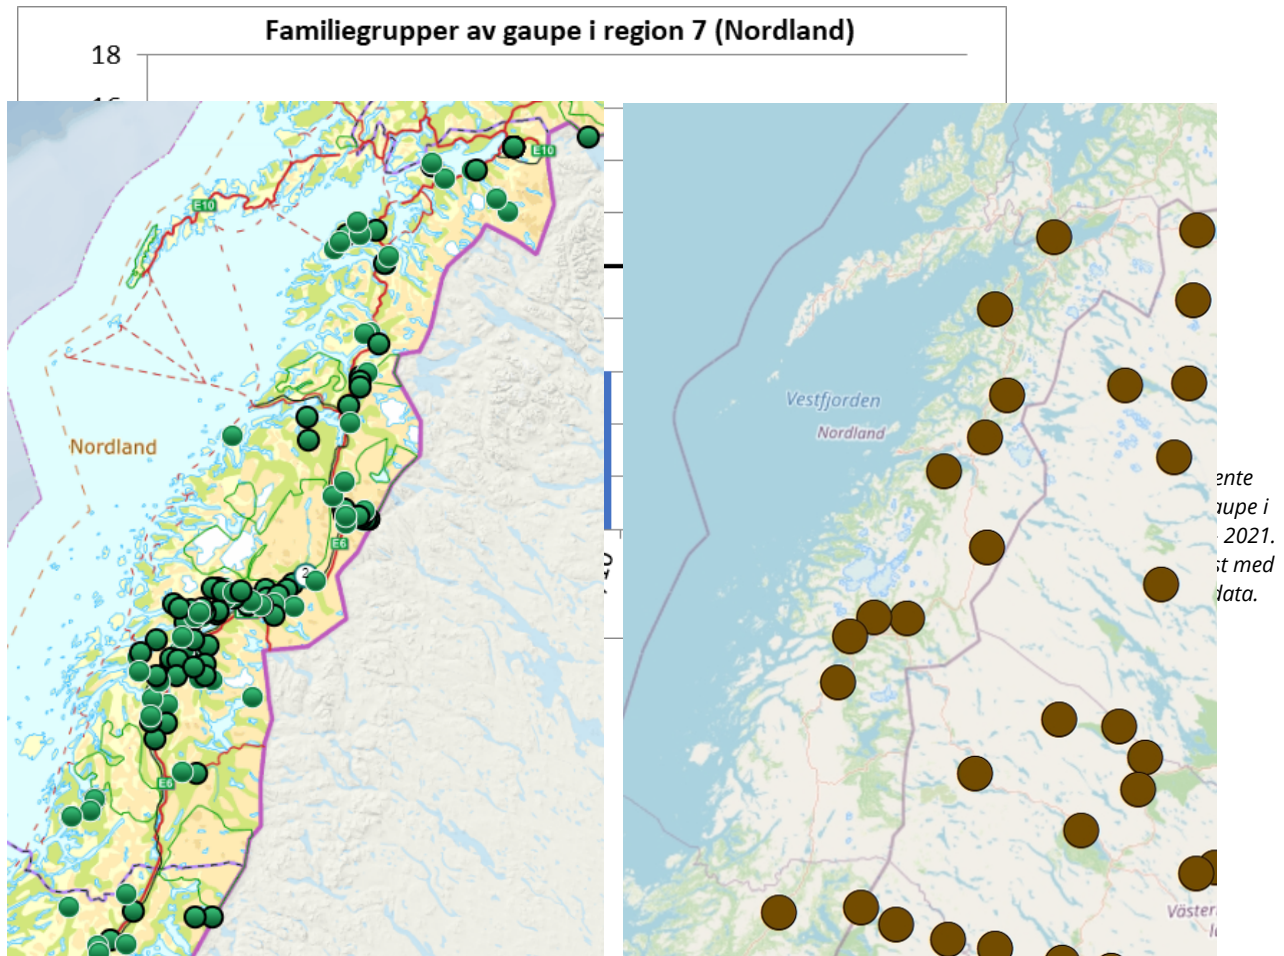 Familiegrupper av gaupe i region 7 (Nordland)
18
E10
E10
Nordland
2
E6
E6
Vestfjorden
Nordland
ente
aupe i
2021.
st med
data.